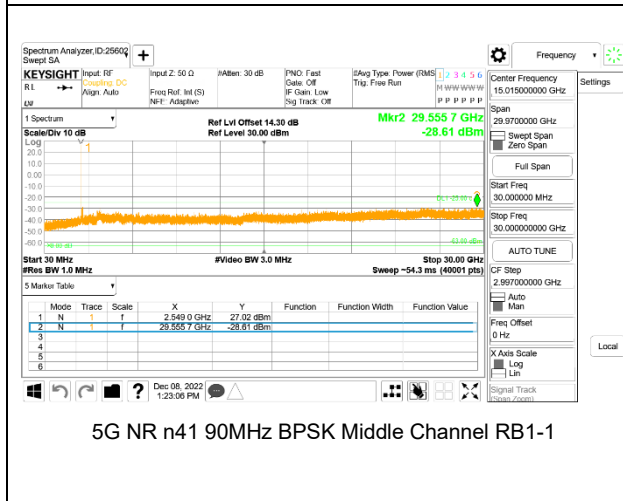 Spectrum Analyzer,ID:25602
Swept SA
+
Frequency
KEYSIGHT
Input: RF
Coupling: DC
Align: Auto
Input Z: 50 Ω
Freq Ref: Int (S)
NFE: Adaptive
#Atten: 30 dB
PNO: Fast
Gate: Off
IF Gain: Low
Sig Track: Off
#Avg Type: Power (RMS
Trig: Free Run
1 2 3 4 5 6
M W W W W W
P P P P P P
RL
Center Frequency
15.015000000 GHz
Settings
Span
29.9700000 GHz
Swept Span
Zero Span
Full Span
Start Freq
30.000000 MHz
Stop Freq
30.00000000 GHz
AUTO TUNE
CF Step
2.997000000 GHz
Auto
Man
Freq Offset
0 Hz
Local
X Axis Scale
Log
Lin
Signal Track
(Span Zoom)
1 Spectrum
Scale/Div 10 dB
Ref Lvl Offset 14.30 dB
Ref Level 30.00 dBm
Mkr2 29.555 7 GHz
-28.61 dBm
Log
1
20.0
10.0
0.00
-10.0
-20.0
-30.0
-40.0
-50.0
-60.0
Start 30 MHz
#Video BW 3.0 MHz
Stop 30.00 GHz
#Res BW 1.0 MHz
Sweep ~54.3 ms (40001 pts)
5 Marker Table
Mode Trace Scale X Y Function Function Width Function Value
1 N 1 f 2.549 0 GHz 27.02 dBm
2 N 1 f 29.555 7 GHz -28.61 dBm
3
4
5
6
?
Dec 08, 2022
1:23:06 PM
5G NR n41 90MHz BPSK Middle Channel RB1-1